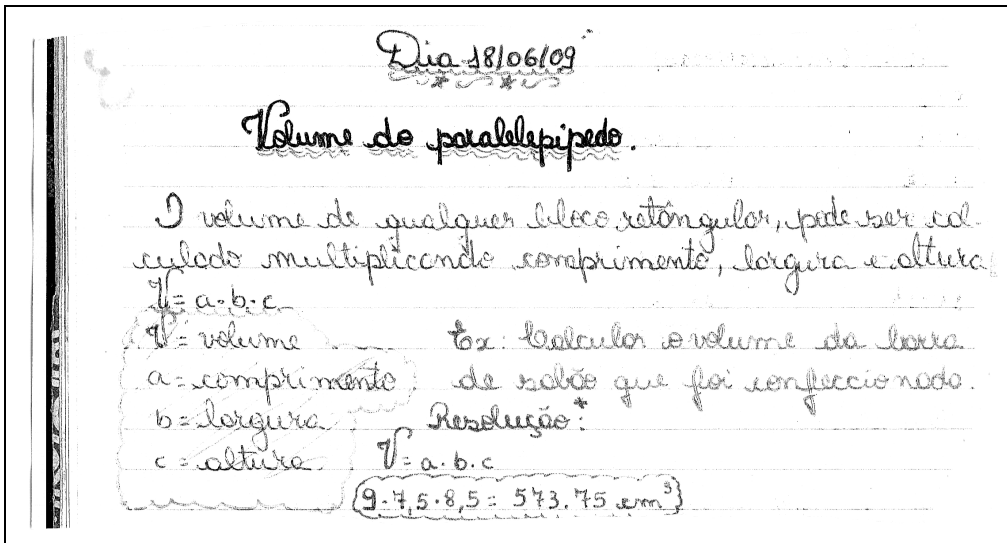 Dia 18/06/09
Volume do paralelepípedo.
O volume de qualquer bloco retângular, pode ser cal-
culado multiplicando comprimento, largura e altura
V = a.b.c
V = volume
a = comprimento
b = largura
c = altura
Ex: Calcular o volume da barra
de sabão que foi confeccionado.
Resolução:
V = a.b.c
9.7,5.8,5 = 573.75 cm³